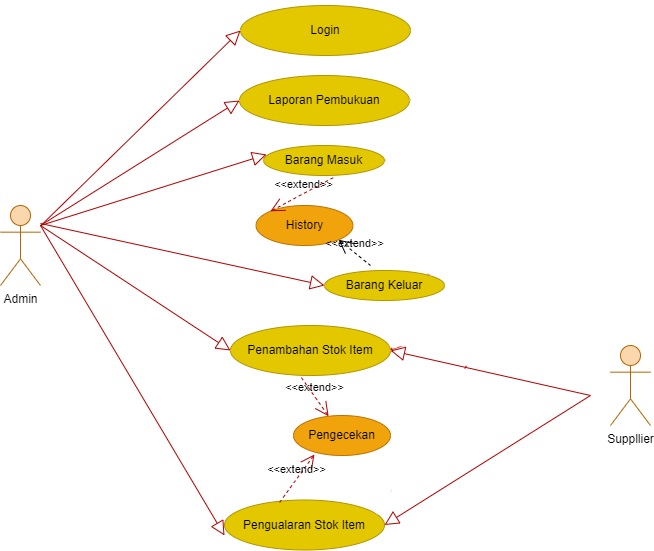 Login
Laporan Pembukuan
Barang Masuk
<<extend>>
History
<<extend>>
Barang Keluar
Admin
Penambahan Stok Item
<<extend>>
Pengecekan
Suppllier
<<extend>>
Pengualaran Stok Item